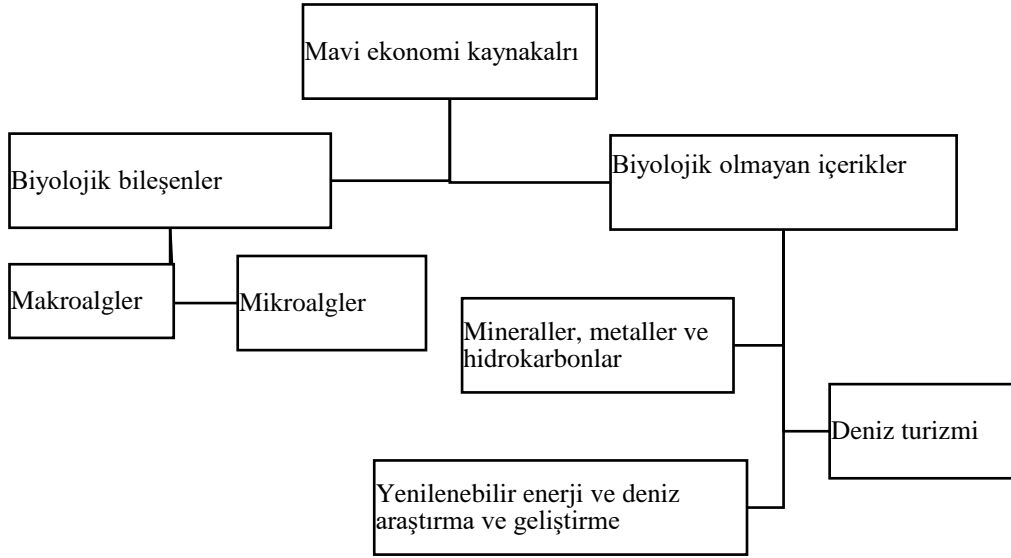 Mavi ekonomi kaynakalrı
Biyolojik bileşenler
Biyolojik olmayan içerikler
Makroalgler
Mikroalgler
Mineraller, metaller ve
hidrokarbonlar
Deniz turizmi
Yenilenebilir enerji ve deniz
araştırma ve geliştirme